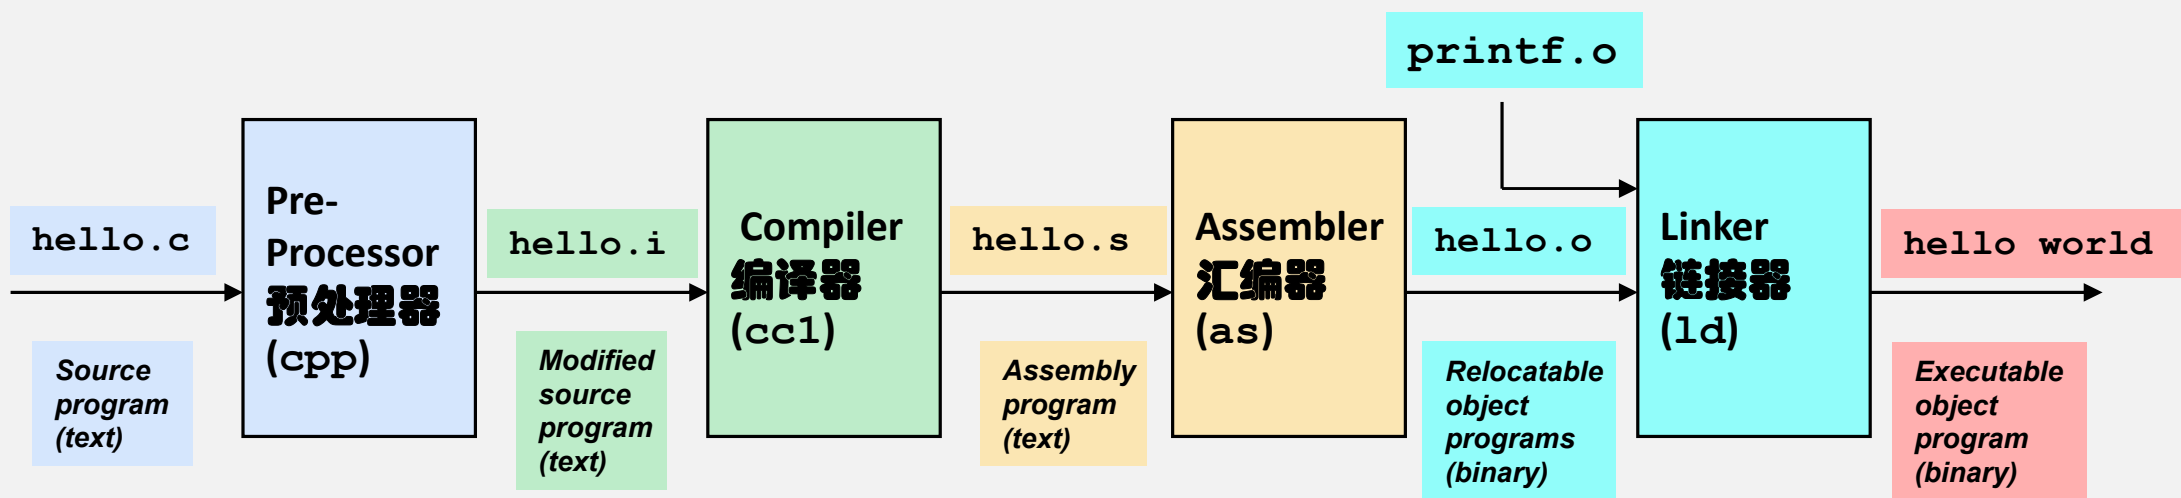 printf.o
hello.c
Pre-
Processor
预处理器
(cpp)
hello.i
Compiler
编译器
(cc1)
hello.s
Assembler
汇编器
(as)
hello.o
Linker
链接器
(ld)
hello world
Source
program
(text)
Modified
source
program
(text)
Assembly
program
(text)
Relocatable
object
programs
(binary)
Executable
object
program
(binary)